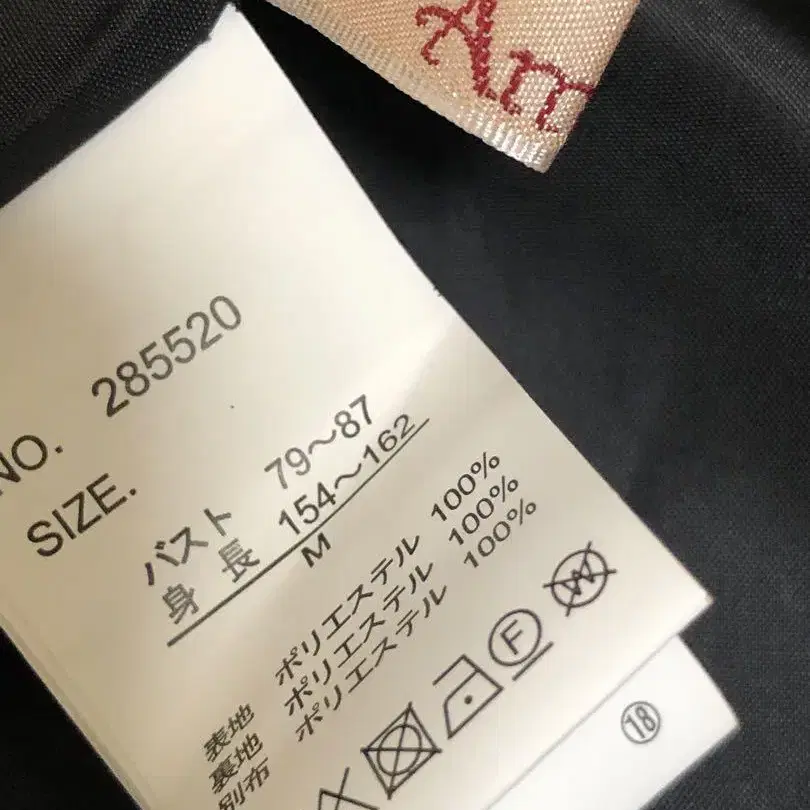 Am
NO. 285520
SIZE.
バスト 79～87
身長 154～162
M
表地 ポリエステル 100%
裏地 ポリエステル 100%
別布 ポリエステル 100%
F W
18